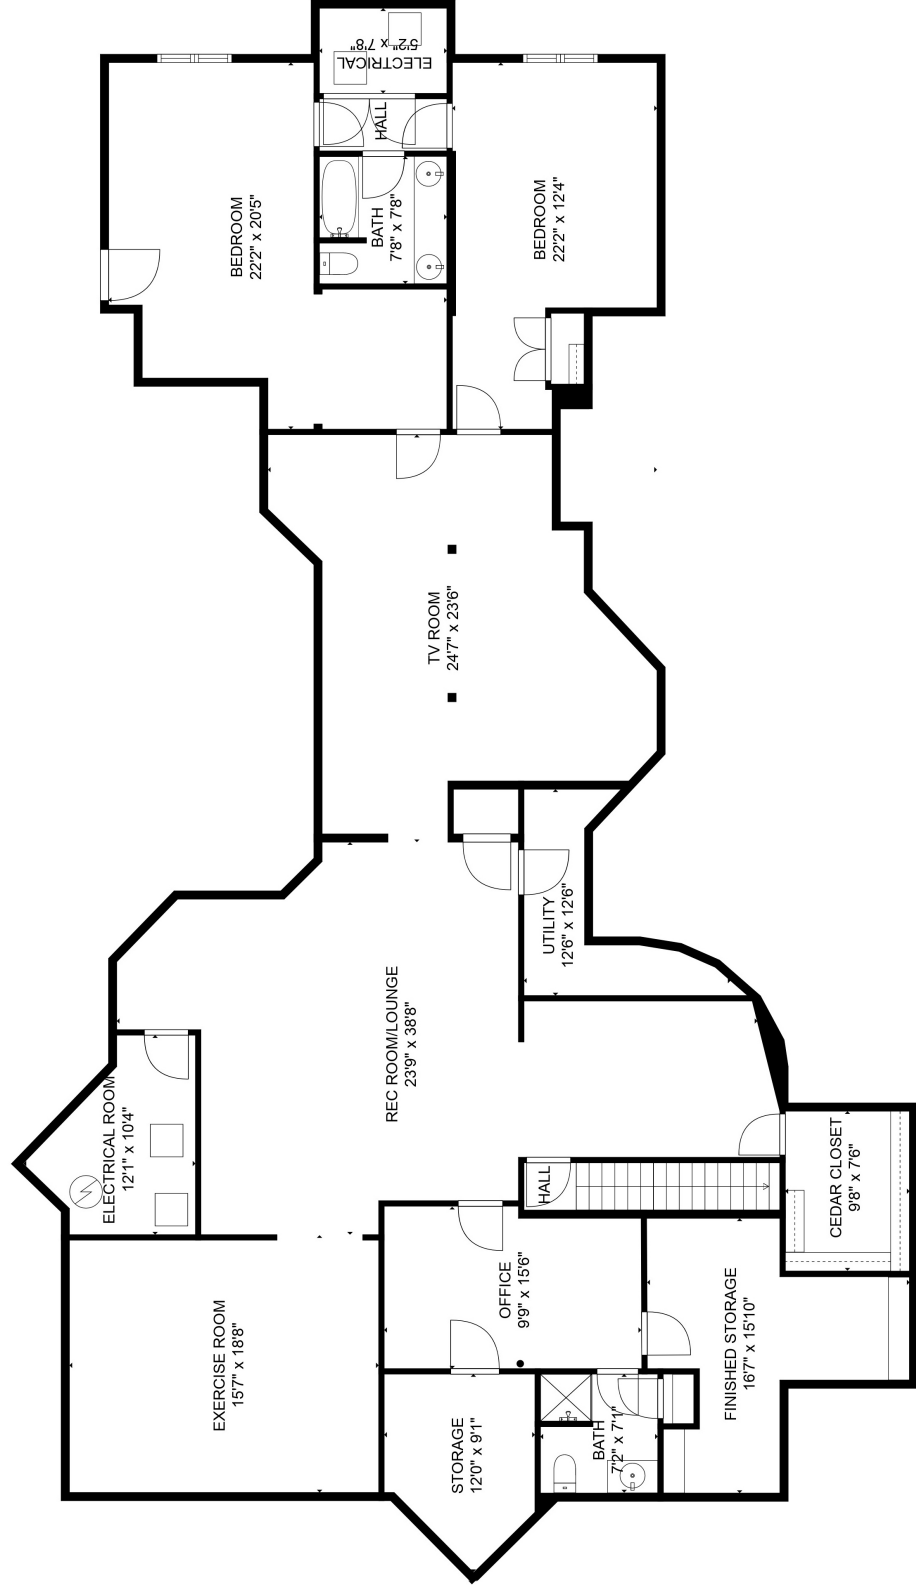 ELECTRICAL
5'2" x 7'8"
HALL
BEDROOM
22'2" x 20'5"
BATH
7'8" x 7'8"
BEDROOM
22'2" x 12'4"
TV ROOM
24'7" x 23'6"
UTILITY
12'6" x 12'6"
REC ROOM/LOUNGE
23'9" x 38'8"
ELECTRICAL ROOM
12'1" x 10'4"
HALL
CEDAR CLOSET
9'8" x 7'6"
OFFICE
9'9" x 15'6"
EXERCISE ROOM
15'7" x 18'8"
FINISHED STORAGE
16'7" x 15'10"
STORAGE
12'0" x 9'1"
BATH
7'2" x 7'1"